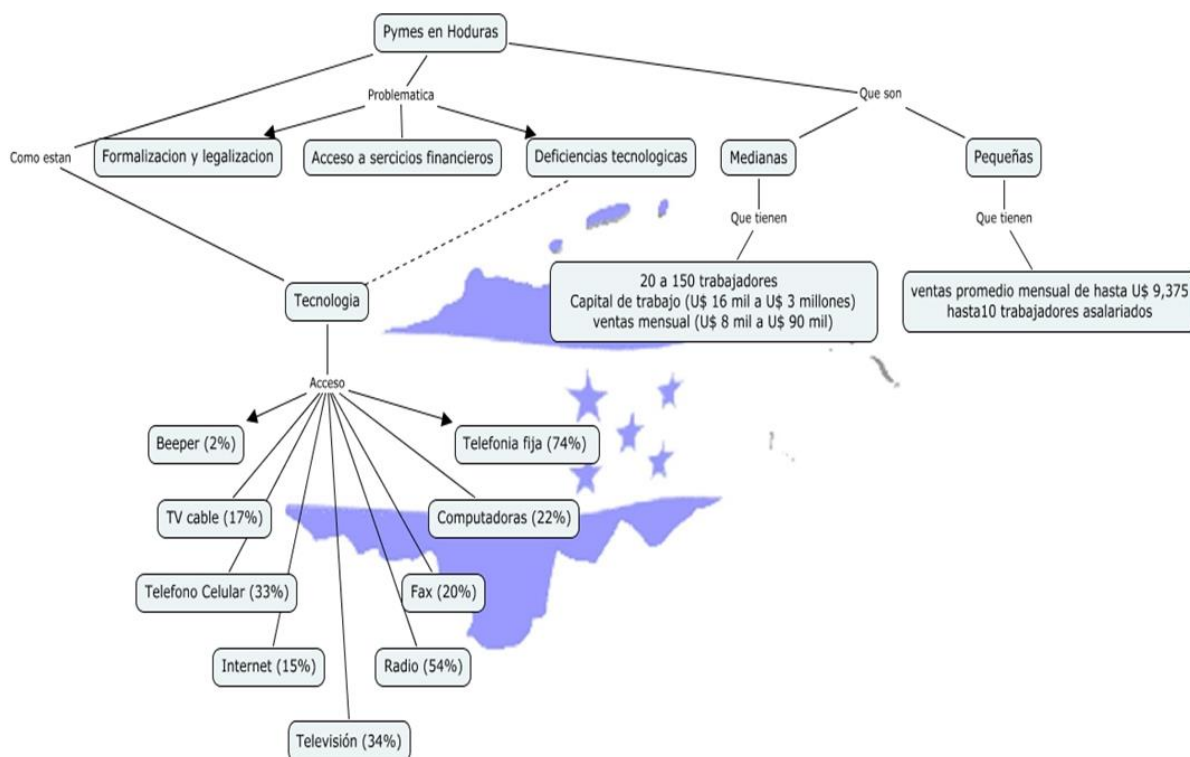 Pymes en Hoduras
Problematica
Que son
Como estan
Formalizacion y legalizacion
Acceso a sercicios financieros
Deficiencias tecnologicas
Medianas
Pequeñas
Que tienen
Que tienen
20 a 150 trabajadores
Capital de trabajo (U$ 16 mil a U$ 3 millones)
ventas mensual (U$ 8 mil a U$ 90 mil)
ventas promedio mensual de hasta U$ 9,375
hasta10 trabajadores asalariados
Tecnologia
Acceso
Beeper (2%)
Telefonia fija (74%)
TV cable (17%)
Computadoras (22%)
Telefono Celular (33%)
Fax (20%)
Internet (15%)
Radio (54%)
Televisión (34%)